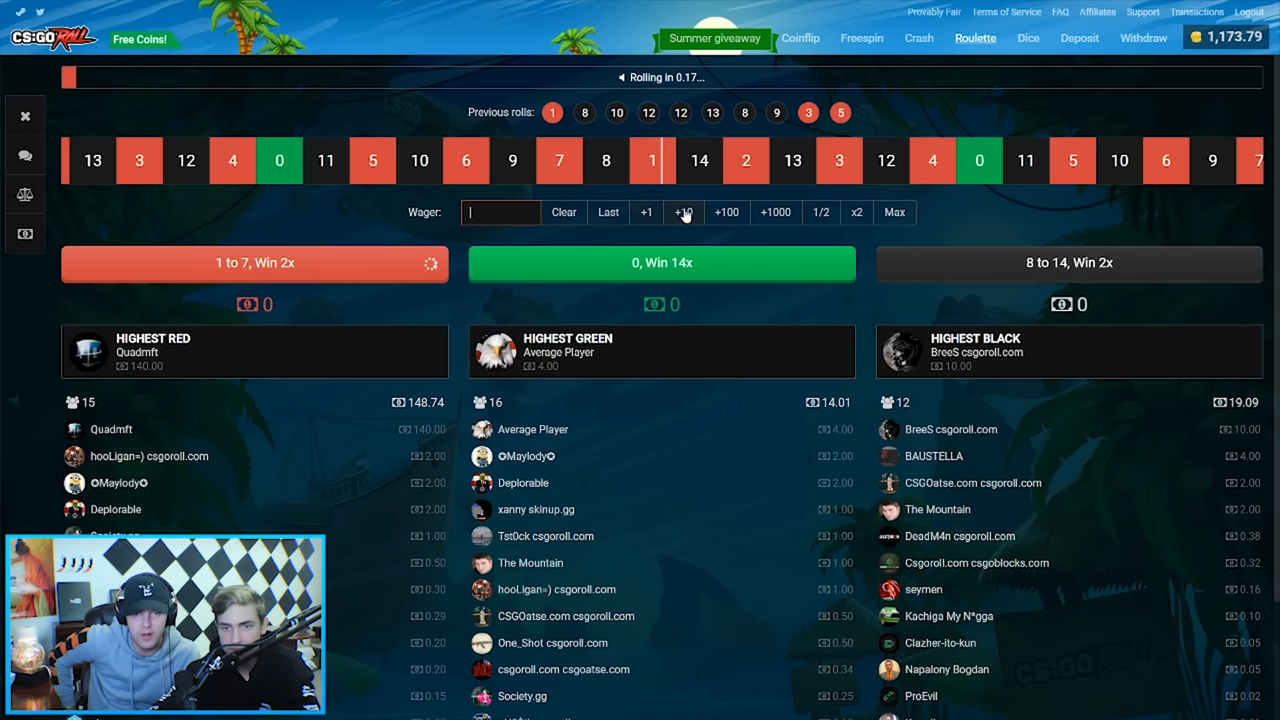 Provably Fair Terms of Service FAQ Affiliates Support Transactions Logout
CS:GO ROLL Free Coins! Summer giveaway Coinflip Freespin Crash Roulette Dice Deposit Withdraw 1,173.79
Rolling in 0.17...
Previous rolls: 1 8 10 12 12 13 8 9 3 5
13 3 12 4 0 11 5 10 6 9 7 8 1 14 2 13 3 12 4 0 11 5 10 6 9 7
Wager: Clear Last +1 +10 +100 +1000 1/2 x2 Max
1 to 7, Win 2x 0, Win 14x 8 to 14, Win 2x
0 0 0
HIGHEST RED
Quadmft
140.00
HIGHEST GREEN
Average Player
4.00
HIGHEST BLACK
BreeS csgoroll.com
10.00
15 148.74
Quadmft 140.00
hooLigan=) csgoroll.com 2.00
✪Maylody✪ 2.00
Deplorable 2.00
Society.gg 1.00
0.50
0.30
0.29
0.20
0.20
0.15
16 14.01
Average Player 4.00
✪Maylody✪ 2.00
Deplorable 2.00
xanny skinup.gg 1.00
Tst0ck csgoroll.com 1.00
The Mountain 1.00
hooLigan=) csgoroll.com 1.00
CSGOatse.com csgoroll.com 0.50
One_Shot csgoroll.com 0.50
csgoroll.com csgoatse.com 0.34
Society.gg 0.25
12 19.09
BreeS csgoroll.com 10.00
BAUSTELLA 4.00
CSGOatse.com csgoroll.com 2.00
The Mountain 2.00
DeadM4n csgoroll.com 0.38
Csgoroll.com csgoblocks.com 0.32
seymen 0.16
Kachiga My N*gga 0.10
Clazher-ito-kun 0.05
Napalony Bogdan 0.05
ProEvil 0.02